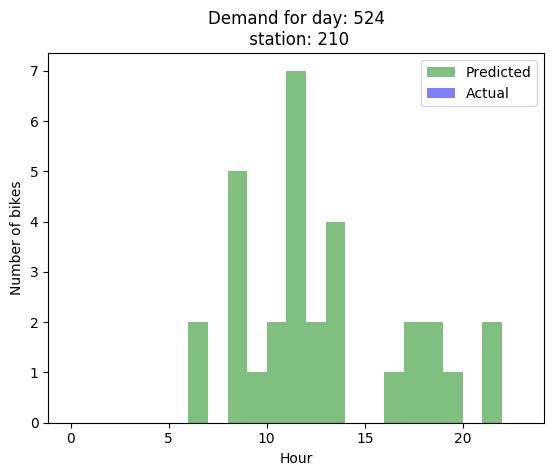 Demand for day: 524
station: 210
Predicted
Actual
7
6
5
4
3
2
1
0
Number of bikes
0 5 10 15 20
Hour